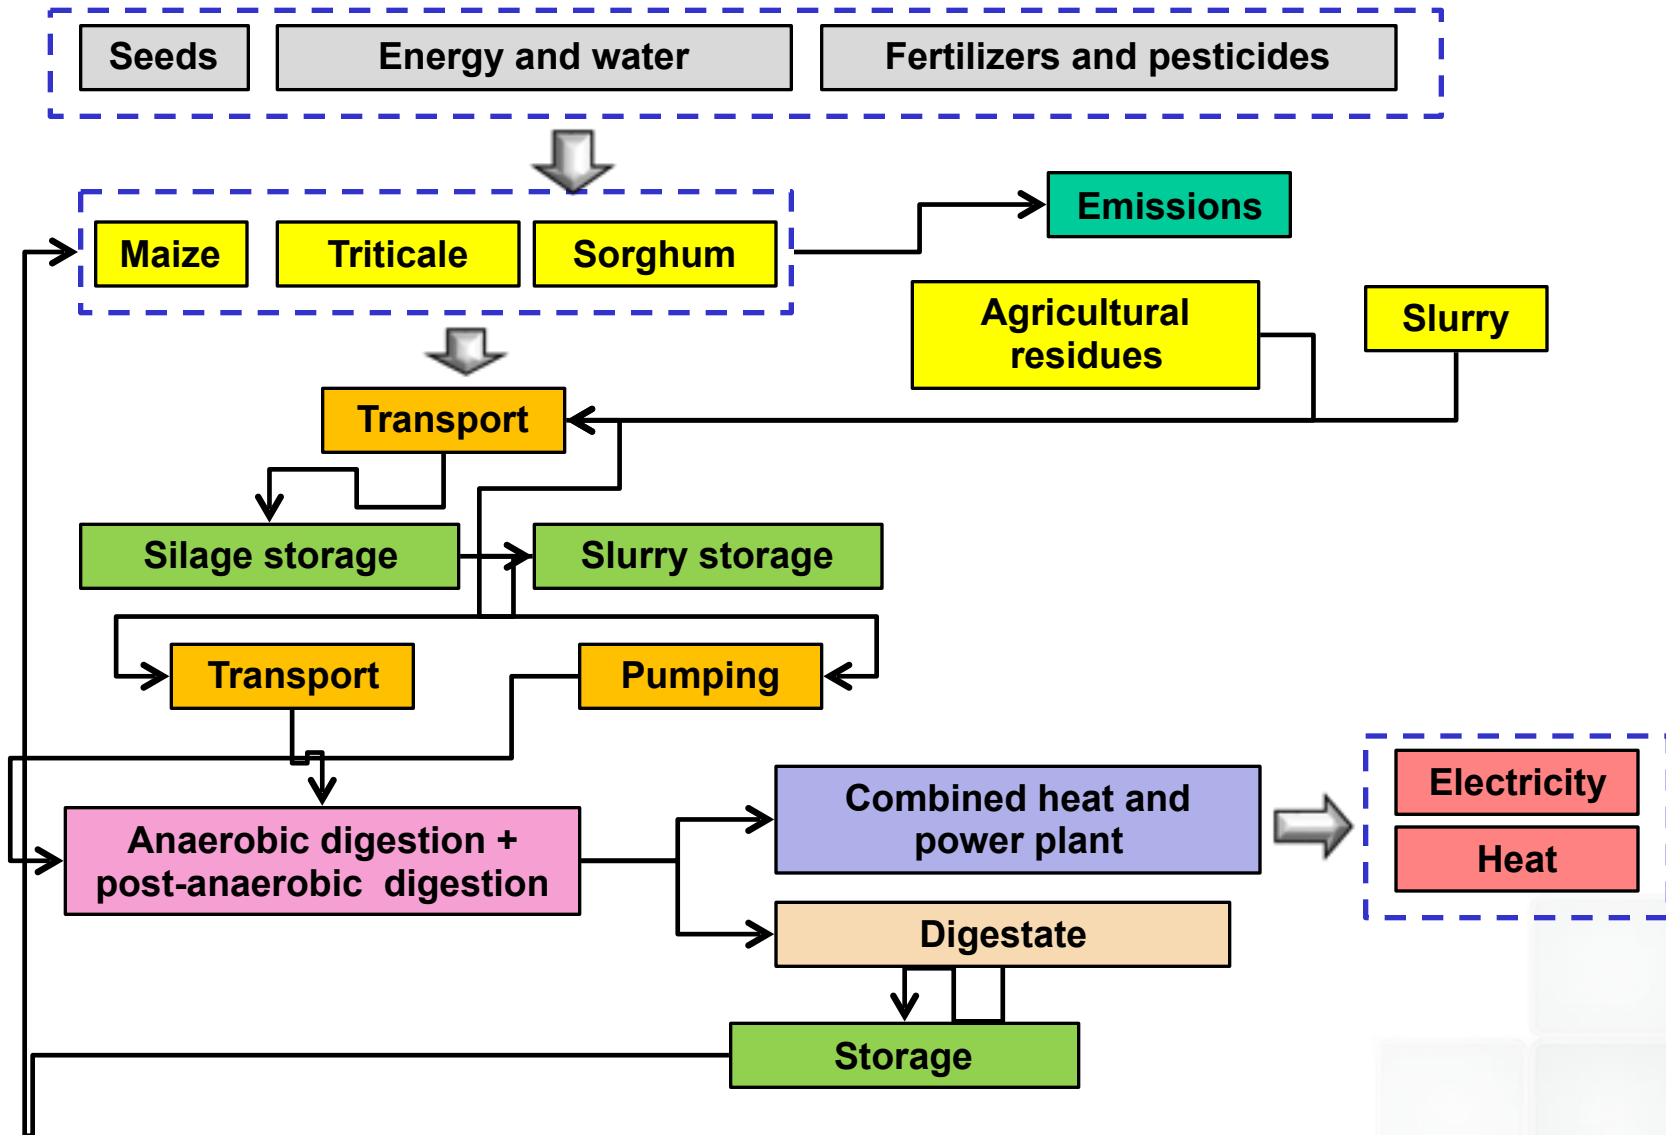 Seeds
Energy and water
Fertilizers and pesticides
Emissions
Maize
Triticale
Sorghum
Agricultural
residues
Slurry
Transport
Silage storage
Slurry storage
Transport
Pumping
Electricity
Heat
Combined heat and
power plant
Anaerobic digestion +
post-anaerobic digestion
Digestate
Storage